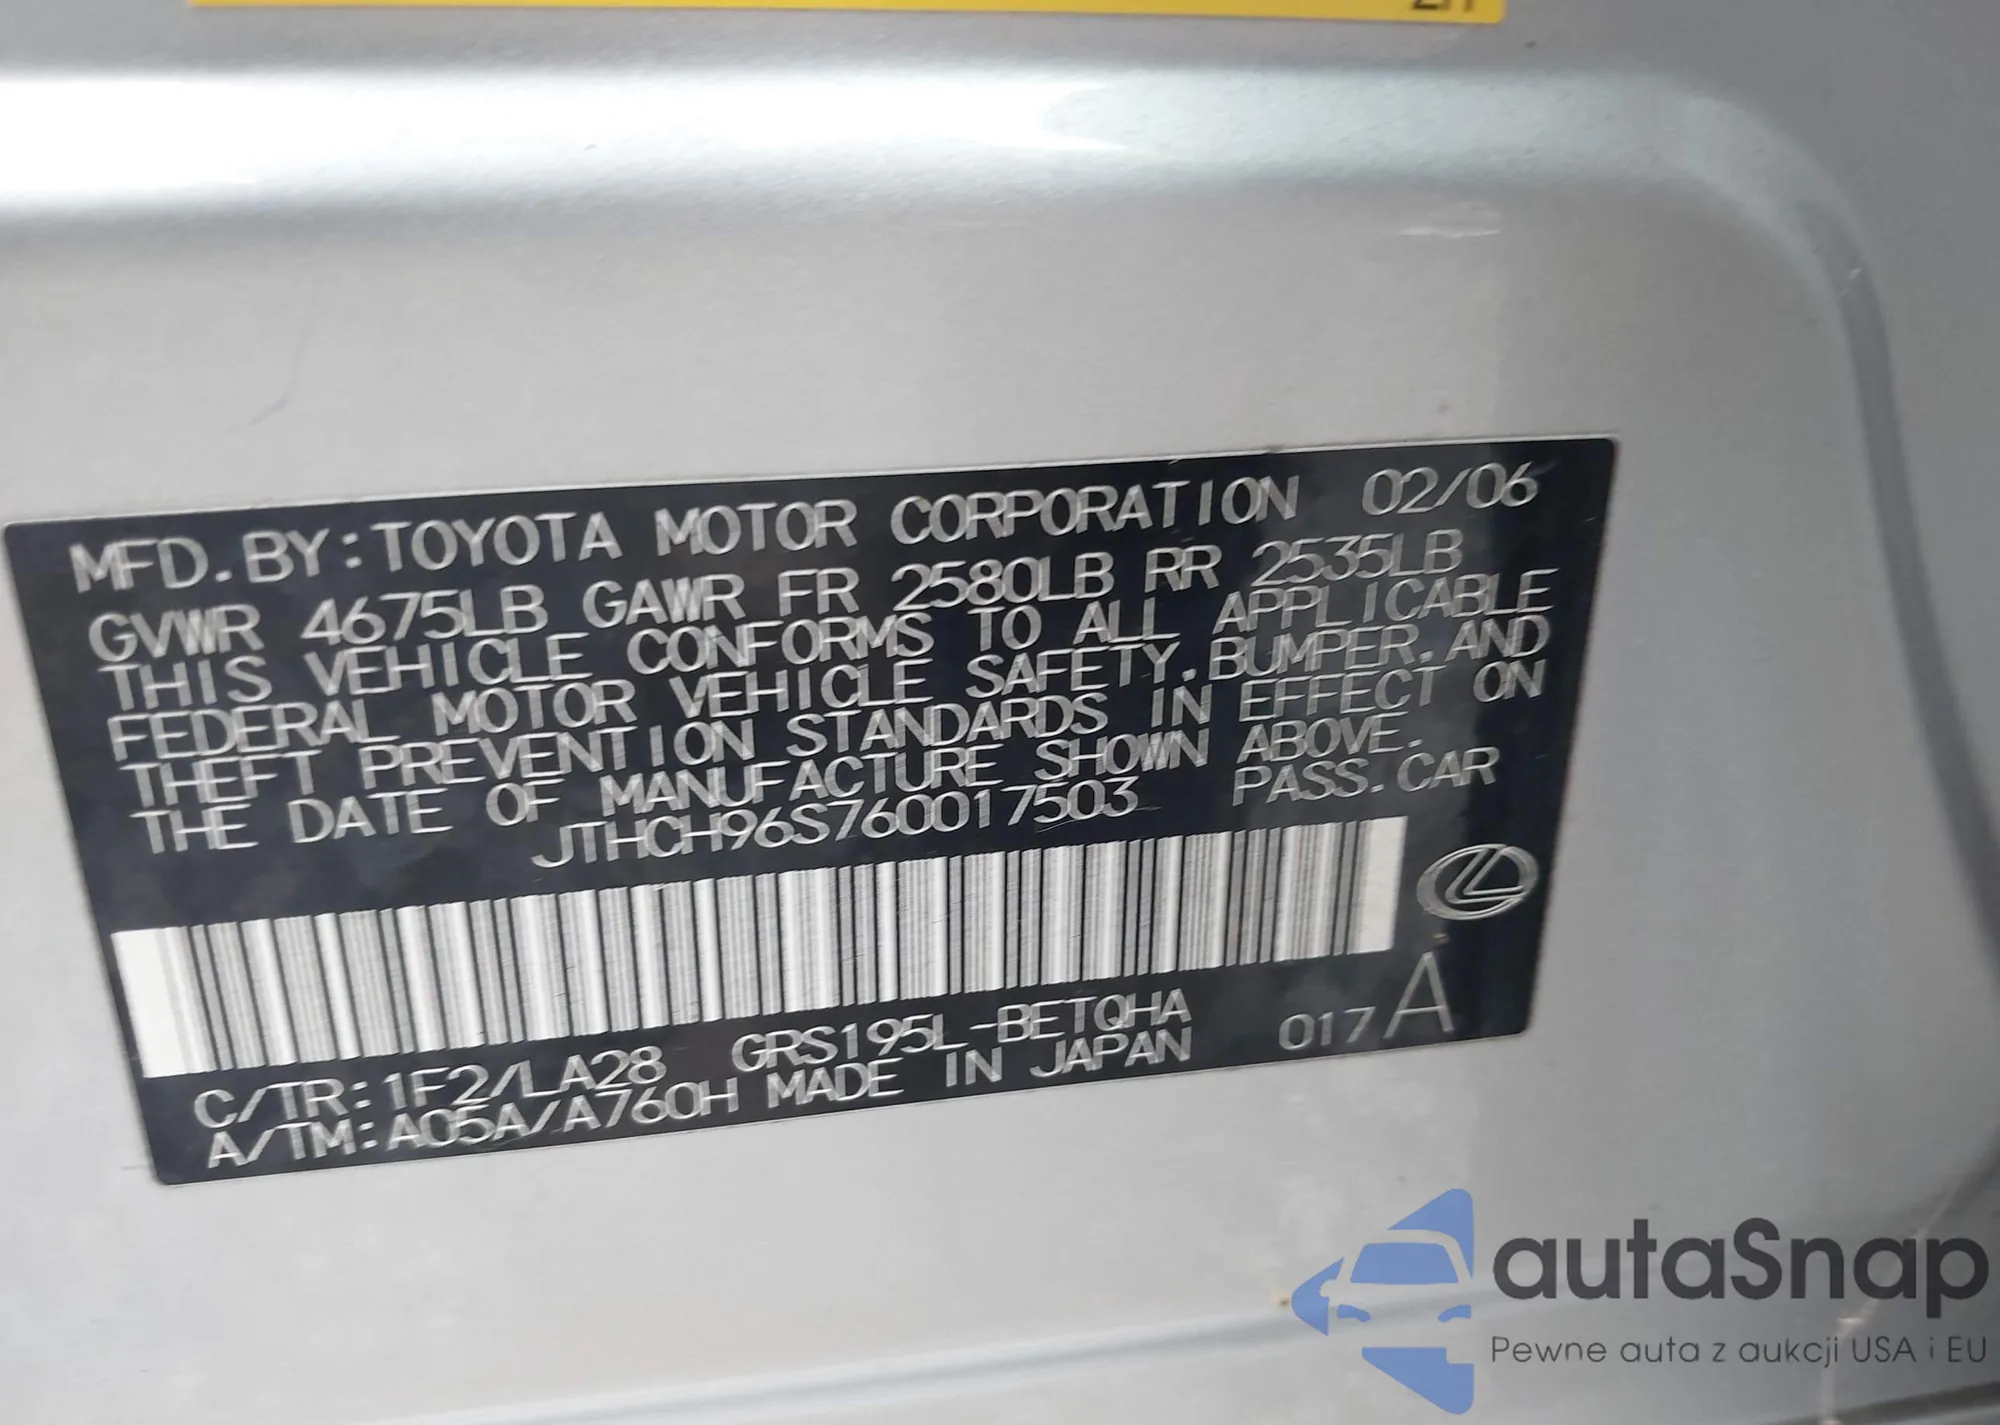 MFD. BY: TOYOTA MOTOR CORPORATION 02/06
GVWR 4675LB GAWR FR 2580LB RR 2535LB
THIS VEHICLE CONFORMS TO ALL APPLICABLE
FEDERAL MOTOR VEHICLE SAFETY, BUMPER, AND
THEFT PREVENTION STANDARDS IN EFFECT ON
THE DATE OF MANUFACTURE SHOWN ABOVE.
JTHCH96S760017503 PASS. CAR
C/TR: 1F2/LA28 GRS195L-BETQHA 017 A
A/TM: A05A/A760H MADE IN JAPAN
autaSnap
Pewne auta z aukcji USA i EU